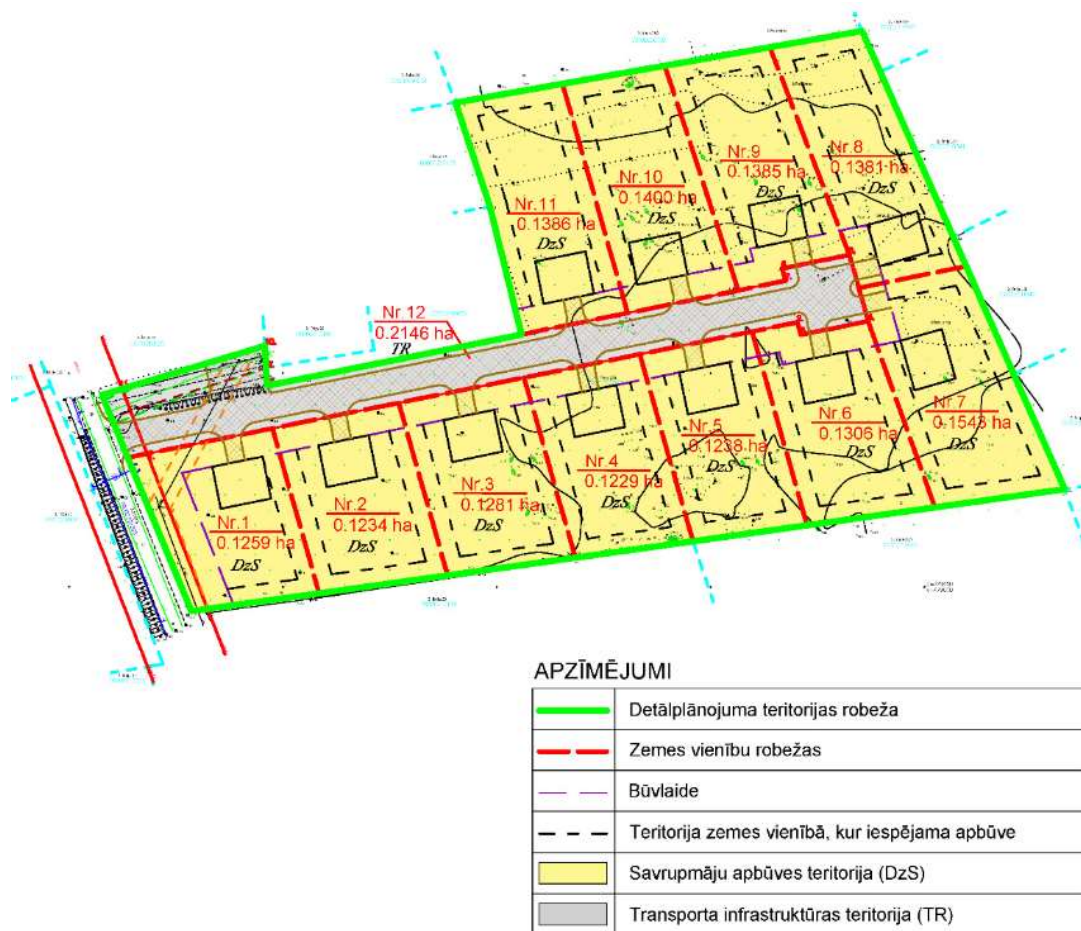 Nr.8
0.1381 ha
DzS
Nr.9
0.1385 ha
DzS
Nr.10
0.1400 ha
DzS
Nr.11
0.1386 ha
DzS
Nr.12
0.2146 ha
TR
Nr.1
0.1259 ha
DzS
Nr.2
0.1234 ha
DzS
Nr.3
0.1281 ha
DzS
Nr.4
0.1229 ha
DzS
Nr.5
0.1238 ha
DzS
Nr.6
0.1306 ha
DzS
Nr.7
0.1543 ha
DzS
APZĪMĒJUMI
Detālplānojuma teritorijas robeža
Zemes vienību robežas
Būvlaide
Teritorija zemes vienībā, kur iespējama apbūve
Savrupmāju apbūves teritorija (DzS)
Transporta infrastruktūras teritorija (TR)